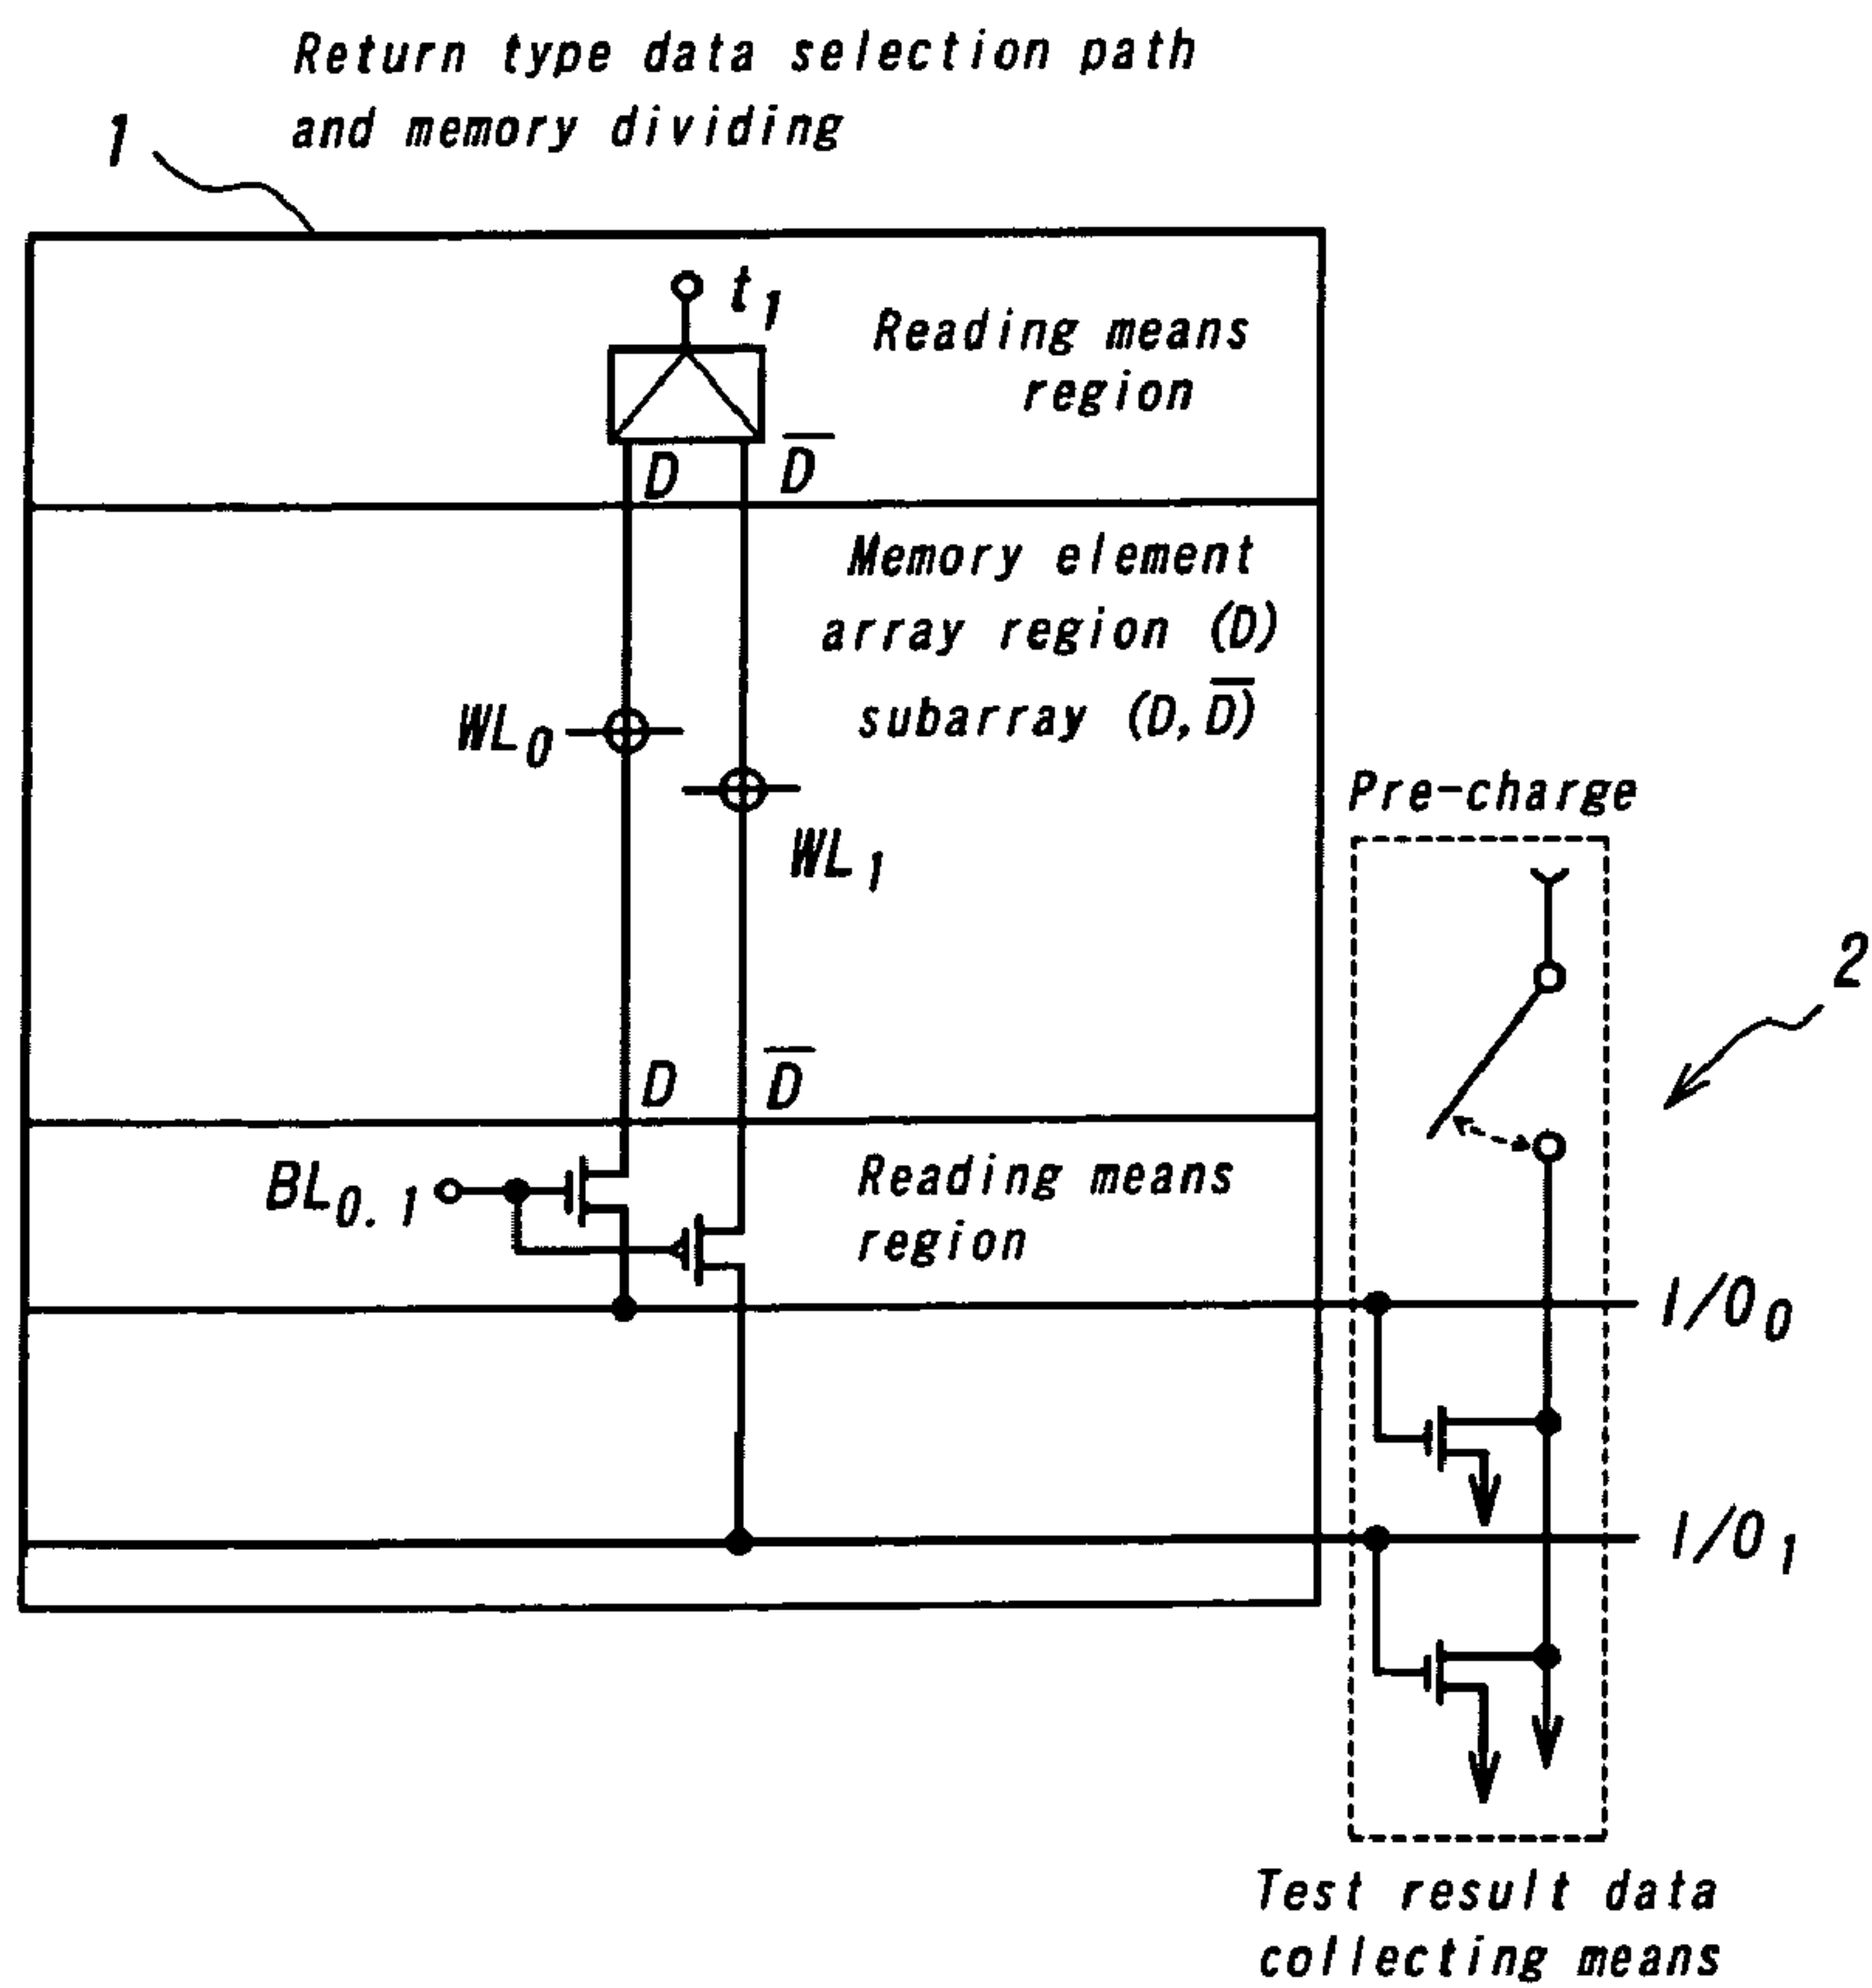 Return type data selection path
and memory dividing
1
t1
Reading means
region
D D̅
Memory element
array region (D)
subarray (D, D̅)
WL0
WL1
Pre-charge
2
D D̅
BL0.1
Reading means
region
I/O0
I/O1
Test result data
collecting means